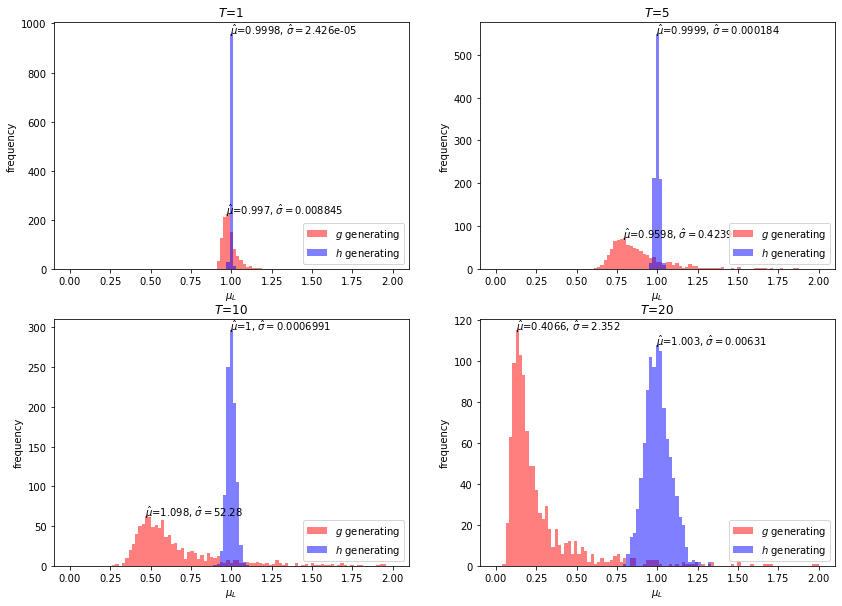 T=1
frequency
1000
800
600
400
200
0
μ̂=0.9998, σ̂ = 2.426e-05
μ̂=0.997, σ̂ = 0.008845
g generating
h generating
0.00 0.25 0.50 0.75 1.00 1.25 1.50 1.75 2.00
μ_L
T=5
frequency
500
400
300
200
100
0
μ̂=0.9999, σ̂ = 0.000184
μ̂=0.9598, σ̂ = 0.4239
g generating
h generating
0.00 0.25 0.50 0.75 1.00 1.25 1.50 1.75 2.00
μ_L
T=10
frequency
300
250
200
150
100
50
0
μ̂=1, σ̂ = 0.0006991
μ̂=1.098, σ̂ = 52.28
g generating
h generating
0.00 0.25 0.50 0.75 1.00 1.25 1.50 1.75 2.00
μ_L
T=20
frequency
120
100
80
60
40
20
0
μ̂=0.4066, σ̂ = 2.352
μ̂=1.003, σ̂ = 0.00631
g generating
h generating
0.00 0.25 0.50 0.75 1.00 1.25 1.50 1.75 2.00
μ_L